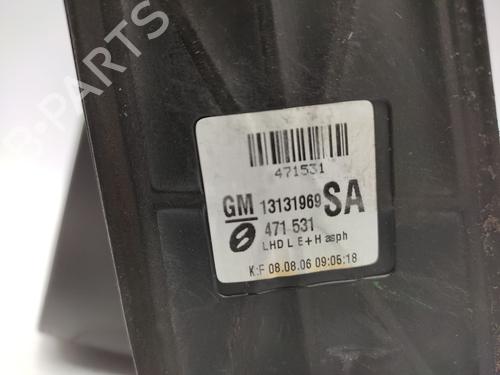 B-PARTS
471531
GM 13131969 SA
471 531
LHD L E+H asph
K:F 08.08.06 09:05:18